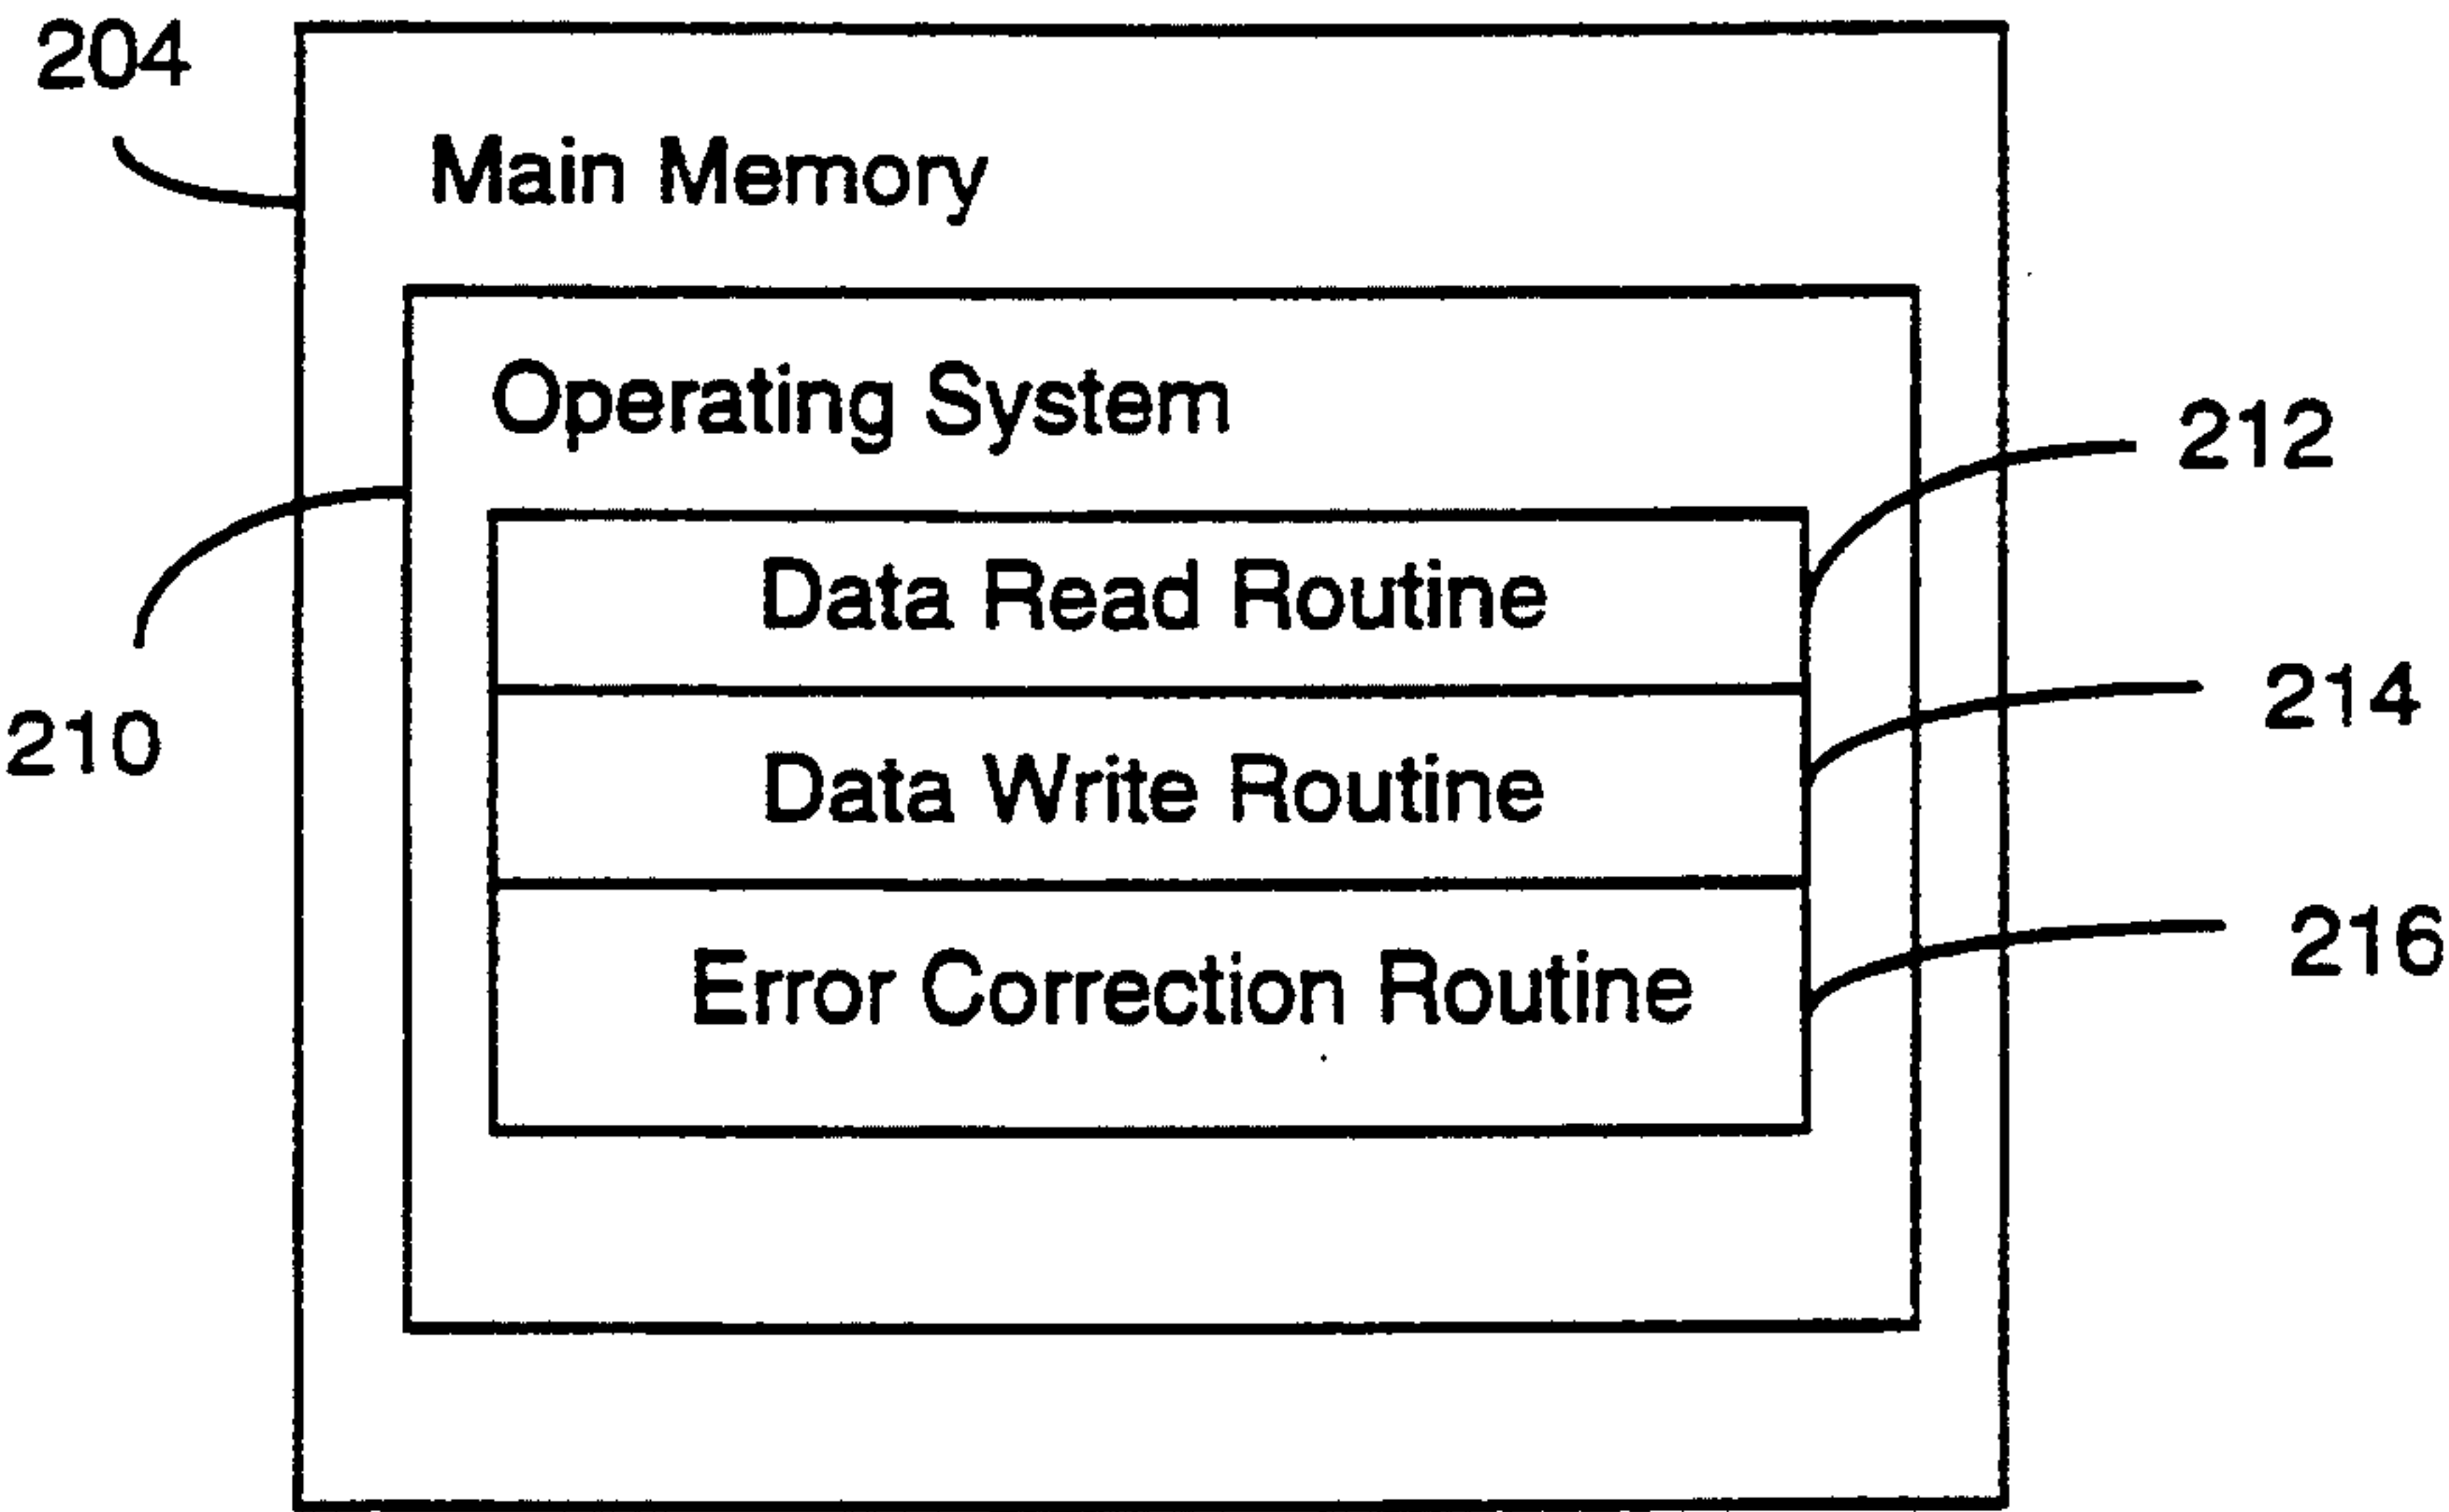 204
Main Memory
Operating System
212
Data Read Routine
214
210
Data Write Routine
216
Error Correction Routine